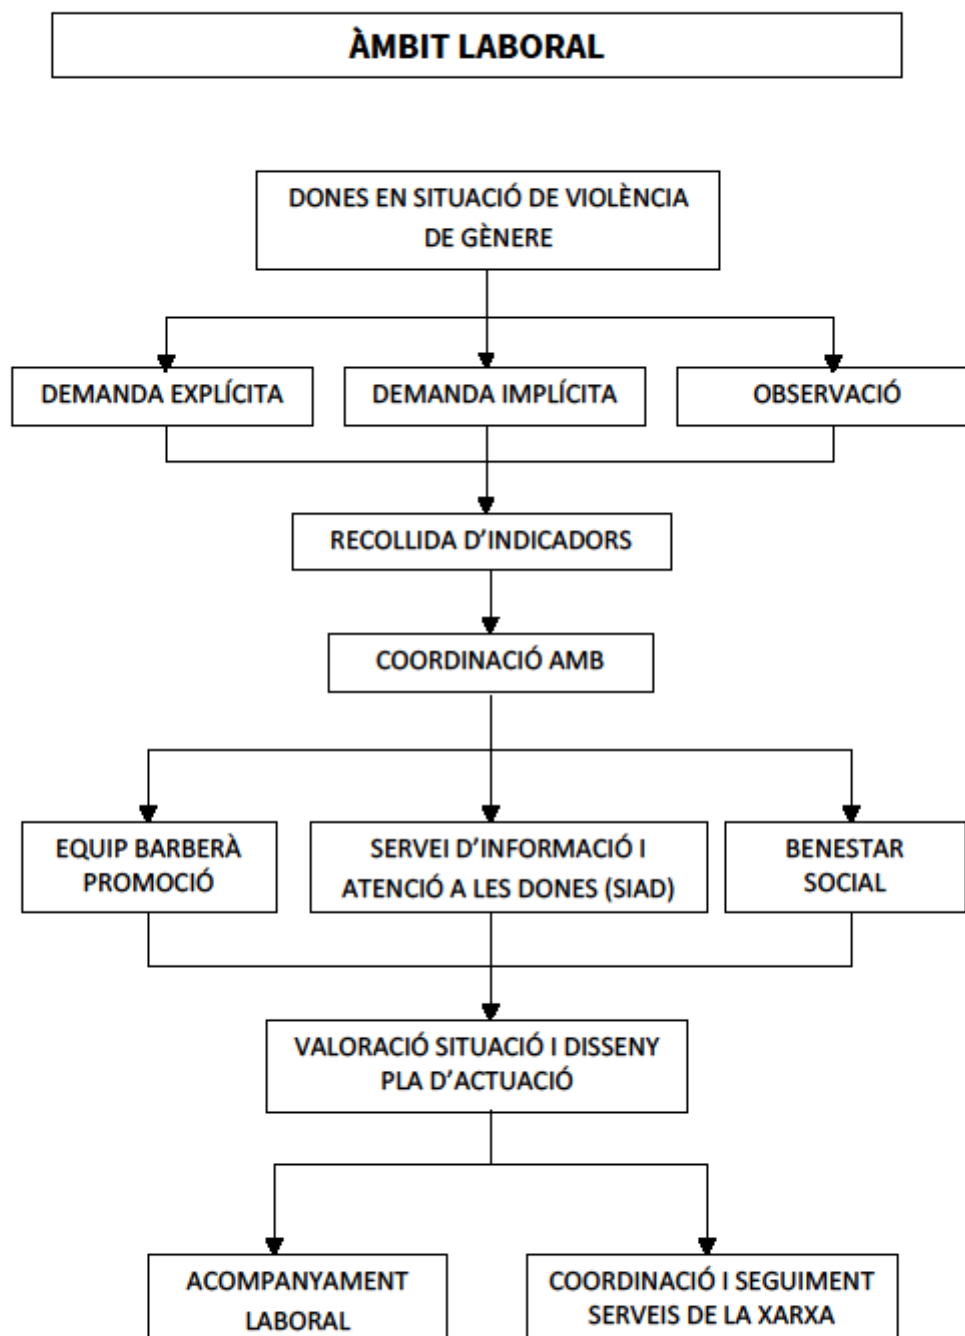 ÀMBIT LABORAL
DONES EN SITUACIÓ DE VIOLÈNCIA
DE GÈNERE
DEMANDA EXPLÍCITA
DEMANDA IMPLÍCITA
OBSERVACIÓ
RECOLLIDA D’INDICADORS
COORDINACIÓ AMB
EQUIP BARBERÀ
PROMOCIÓ
SERVEI D’INFORMACIÓ I
ATENCIÓ A LES DONES (SIAD)
BENESTAR
SOCIAL
VALORACIÓ SITUACIÓ I DISSENY
PLA D’ACTUACIÓ
ACOMPANYAMENT
LABORAL
COORDINACIÓ I SEGUIMENT
SERVEIS DE LA XARXA